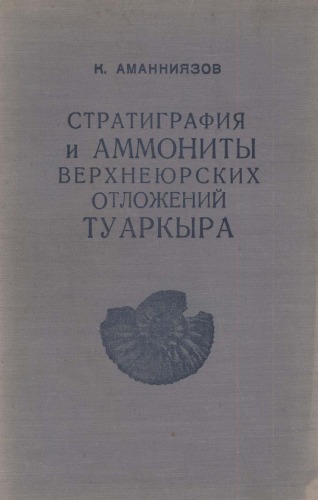 К. АМАННИЯЗОВ
СТРАТИГРАФИЯ
и АММОНИТЫ
ВЕРХНЕЮРСКИХ
ОТЛОЖЕНИЙ
ТУАРКЫРА